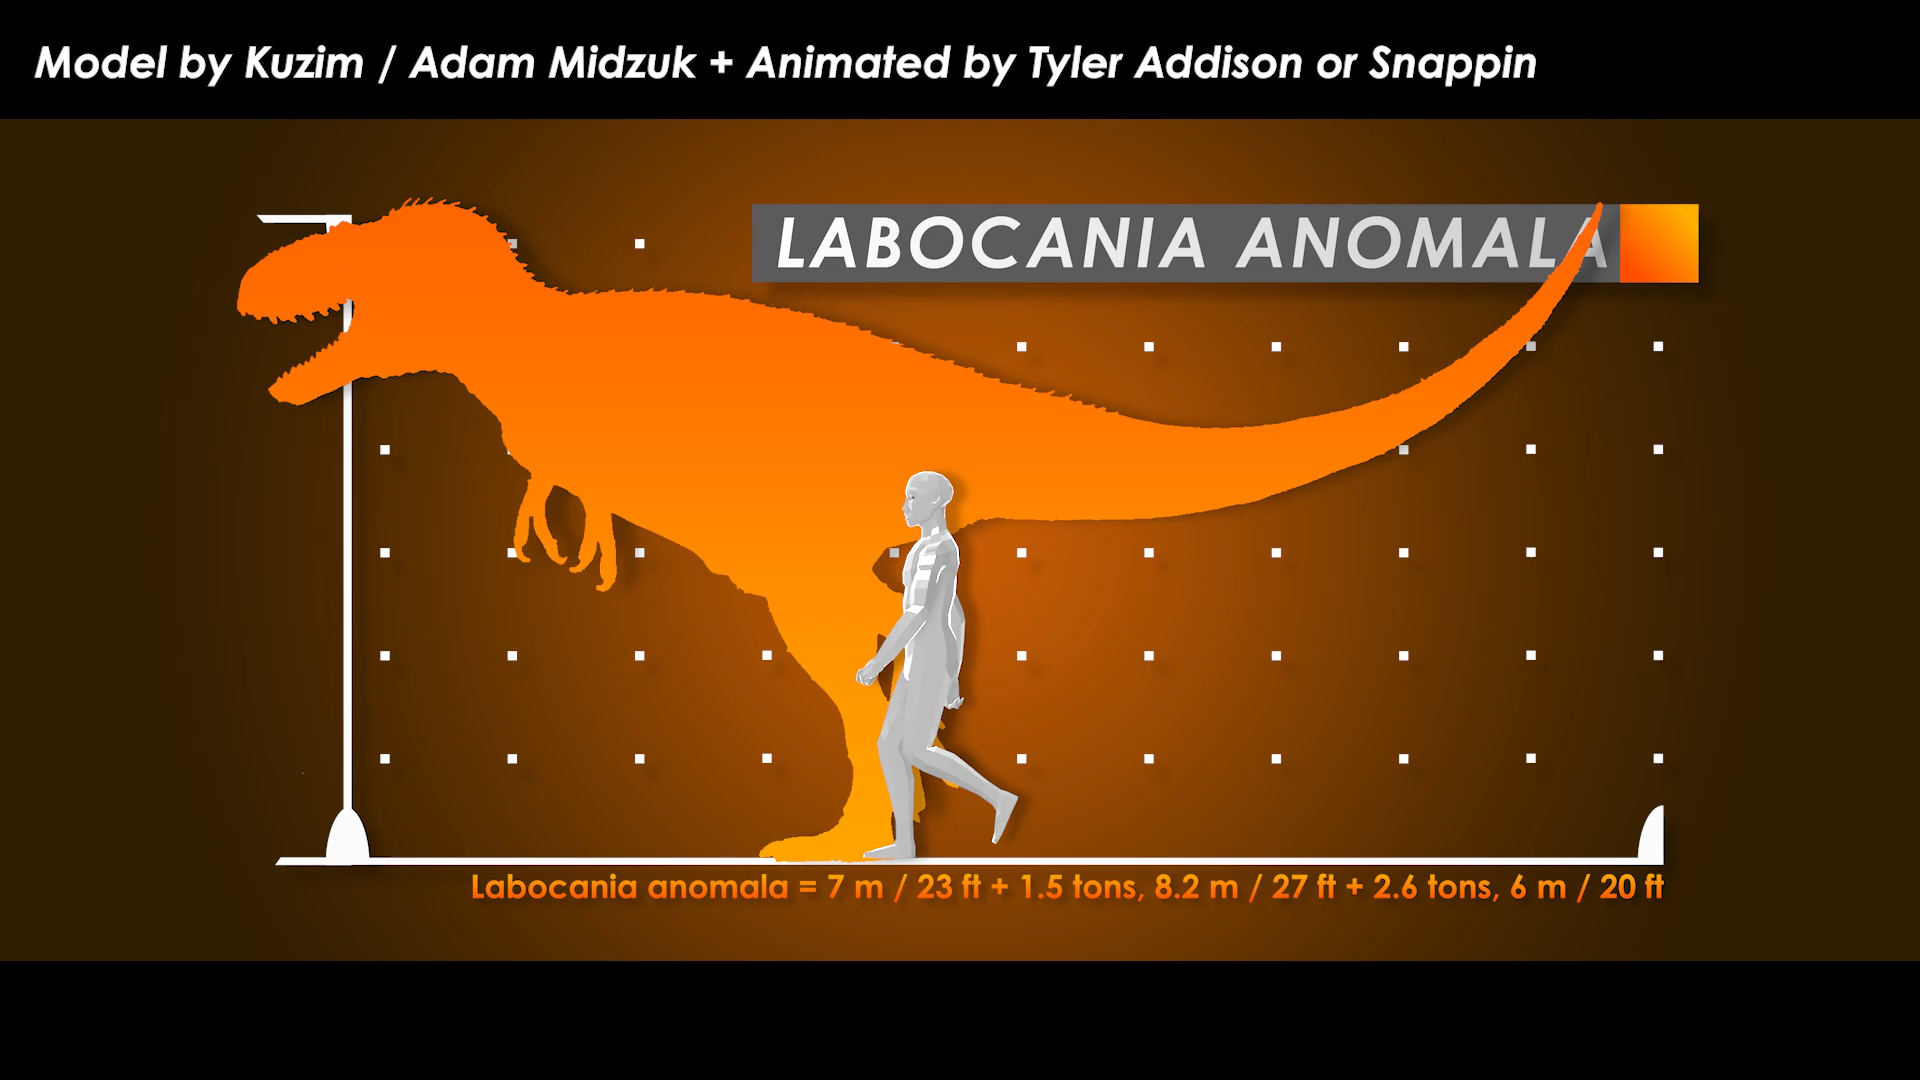 Model by Kuzim / Adam Midzuk + Animated by Tyler Addison or Snappin
LABOCANIA ANOMALA
Labocania anomala = 7 m / 23 ft + 1.5 tons, 8.2 m / 27 ft + 2.6 tons, 6 m / 20 ft